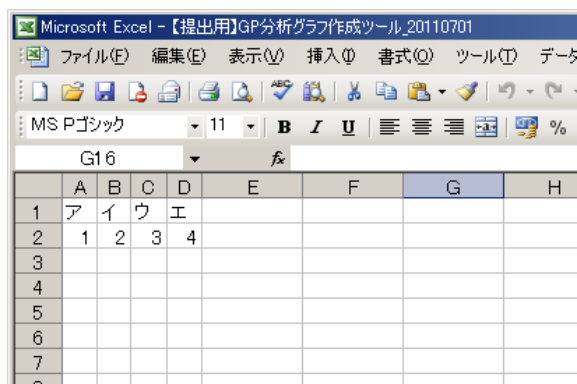 Microsoft Excel - 【提出用】GP分析グラフ作成ツール_20110701
ファイル(F) 編集(E) 表示(V) 挿入(I) 書式(O) ツール(T) データ
ABC
MS Pゴシック 11 B I U %
G16 fx
A B C D E F G H
1 ア イ ウ エ
2 1 2 3 4
3
4
5
6
7